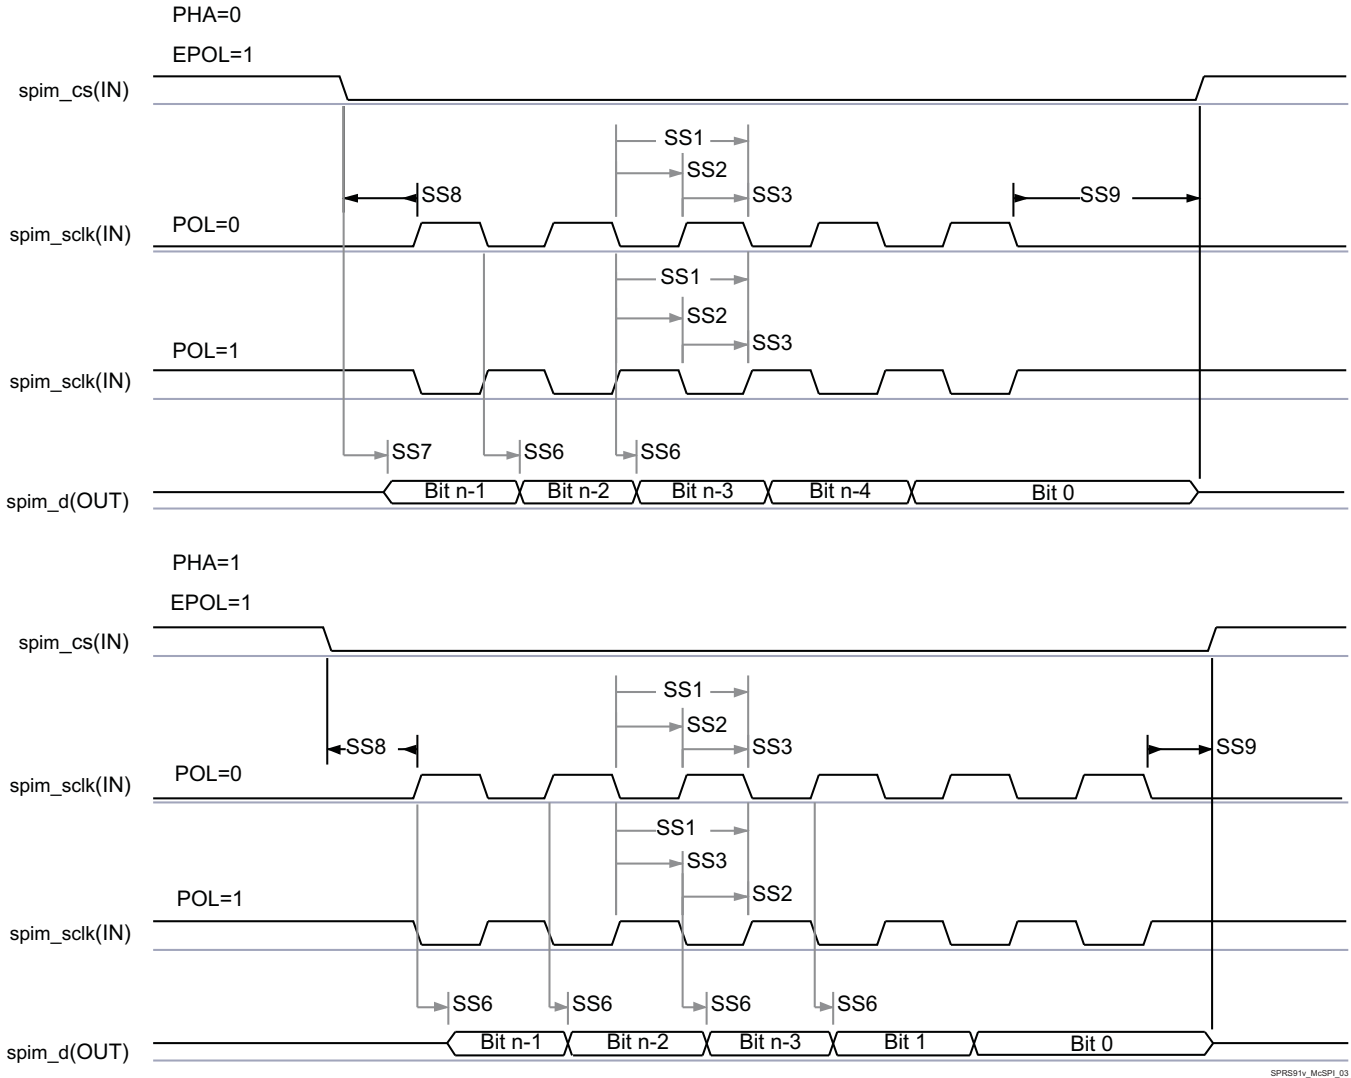 PHA=0
EPOL=1
spim_cs(IN)
SS1
SS2
SS8
SS3
SS9
POL=0
spim_sclk(IN)
SS1
SS2
SS3
POL=1
spim_sclk(IN)
SS7
SS6
SS6
Bit n-1
Bit n-2
Bit n-3
Bit n-4
Bit 0
spim_d(OUT)
PHA=1
EPOL=1
spim_cs(IN)
SS1
SS2
SS8
SS3
SS9
POL=0
spim_sclk(IN)
SS1
SS3
SS2
POL=1
spim_sclk(IN)
SS6
SS6
SS6
SS6
Bit n-1
Bit n-2
Bit n-3
Bit 1
Bit 0
spim_d(OUT)
SPRS91v_McSPI_03